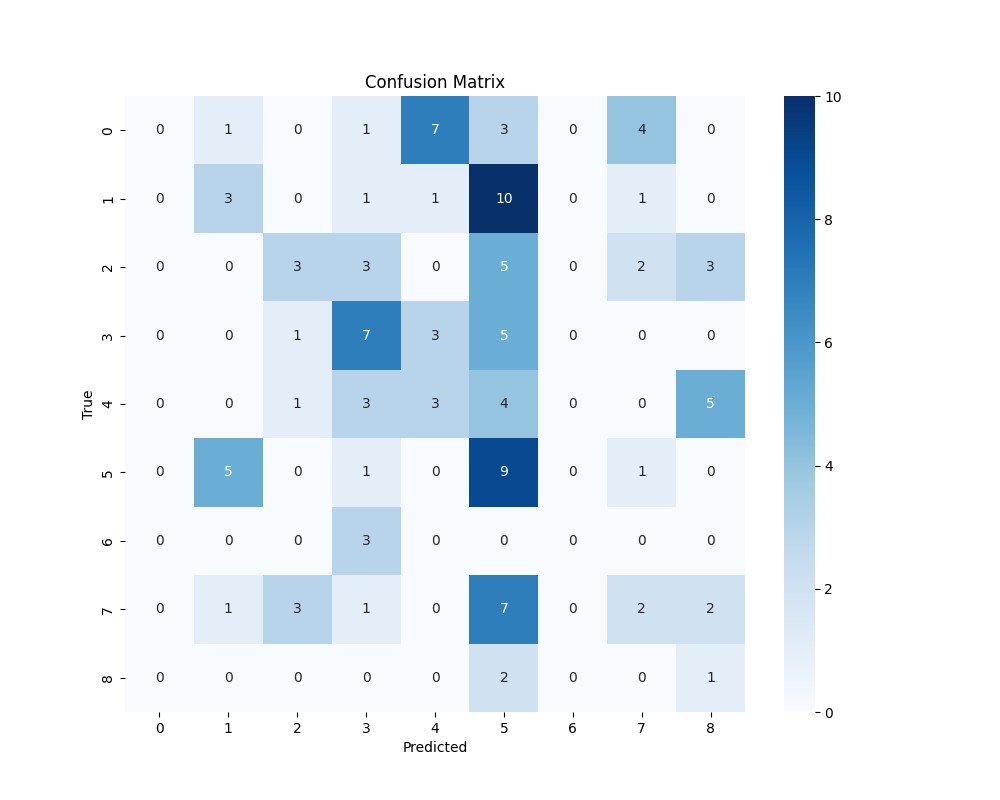 Confusion Matrix
0 0 1 0 1 7 3 0 4 0
1 0 3 0 1 1 10 0 1 0
2 0 0 3 3 0 5 0 2 3
3 0 0 1 7 3 5 0 0 0
4 0 0 1 3 3 4 0 0 5
5 0 5 0 1 0 9 0 1 0
6 0 0 0 3 0 0 0 0 0
7 0 1 3 1 0 7 0 2 2
8 0 0 0 0 0 2 0 0 1
0 1 2 3 4 5 6 7 8
Predicted
True
10
8
6
4
2
0